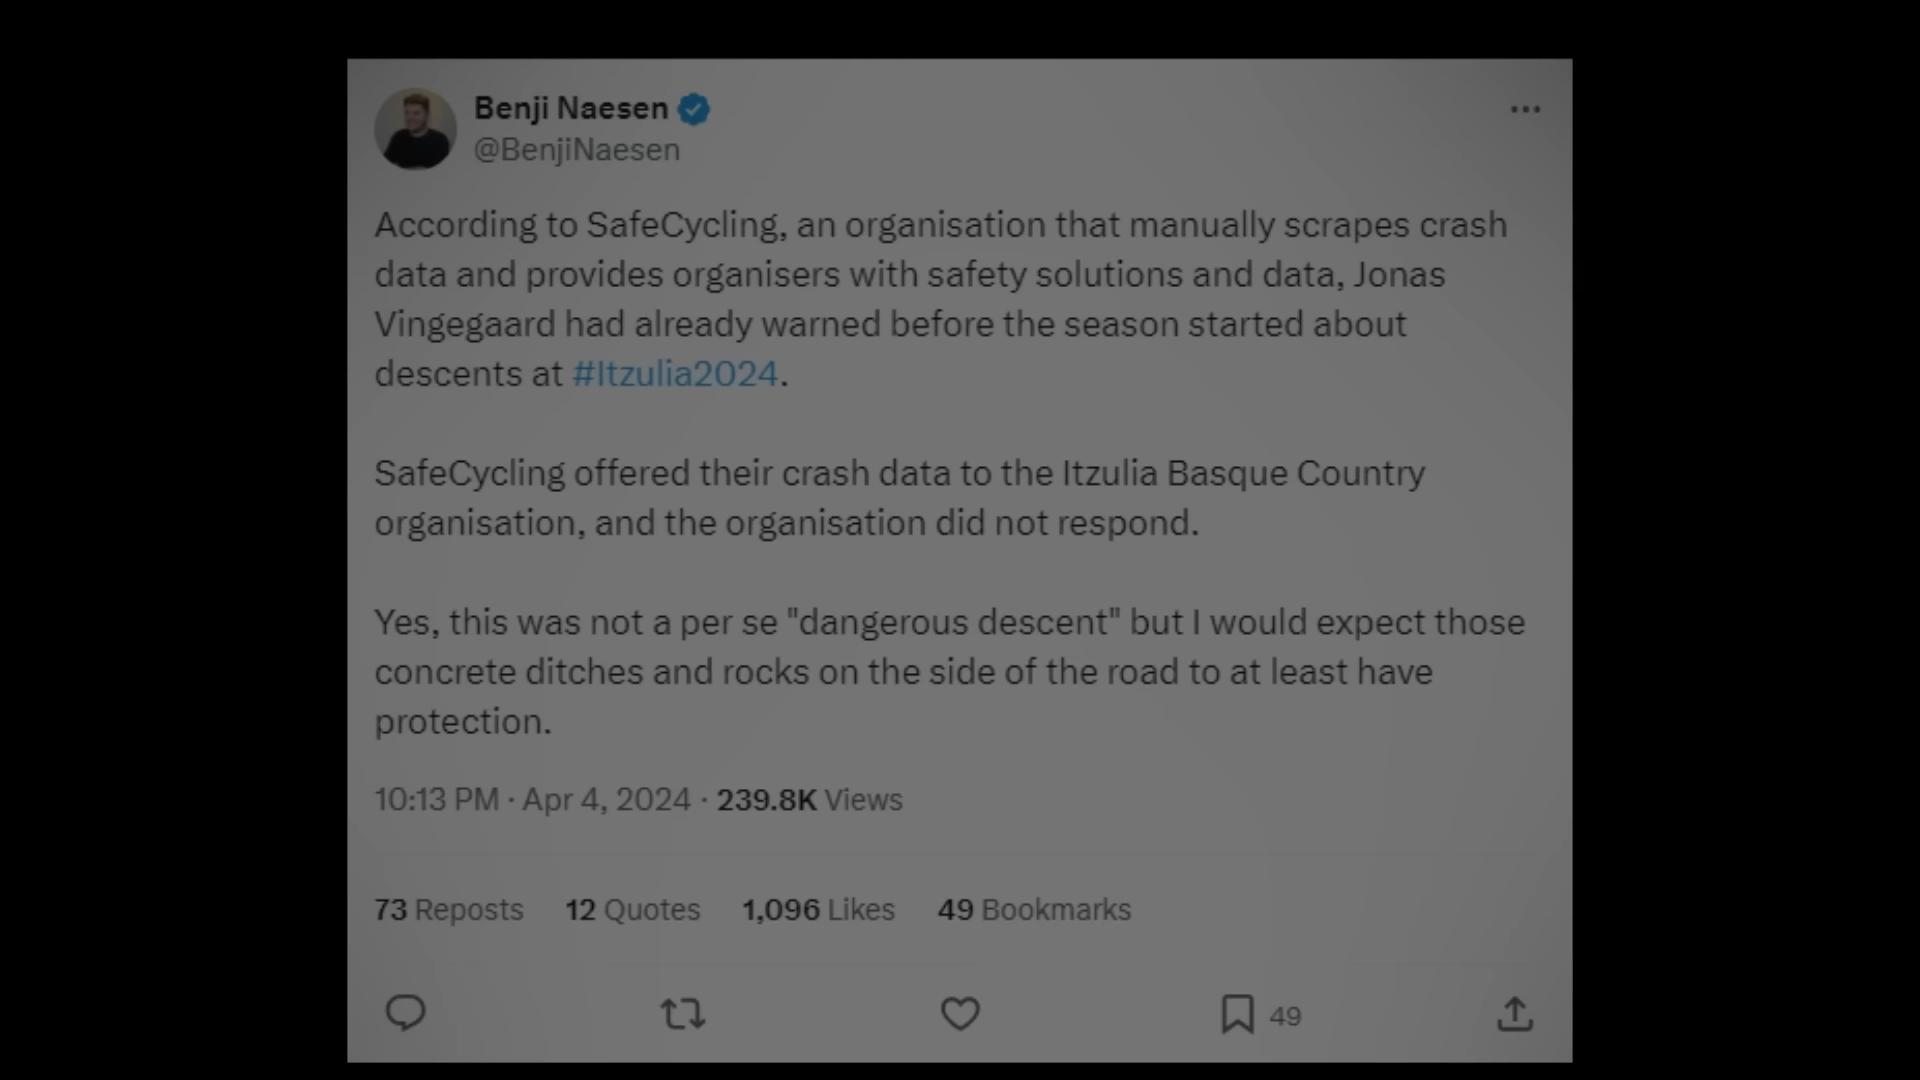 Benji Naesen
@BenjiNaesen
According to SafeCycling, an organisation that manually scrapes crash
data and provides organisers with safety solutions and data, Jonas
Vingegaard had already warned before the season started about
descents at #Itzulia2024.
SafeCycling offered their crash data to the Itzulia Basque Country
organisation, and the organisation did not respond.
Yes, this was not a per se "dangerous descent" but I would expect those
concrete ditches and rocks on the side of the road to at least have
protection.
10:13 PM · Apr 4, 2024 · 239.8K Views
73 Reposts 12 Quotes 1,096 Likes 49 Bookmarks
49